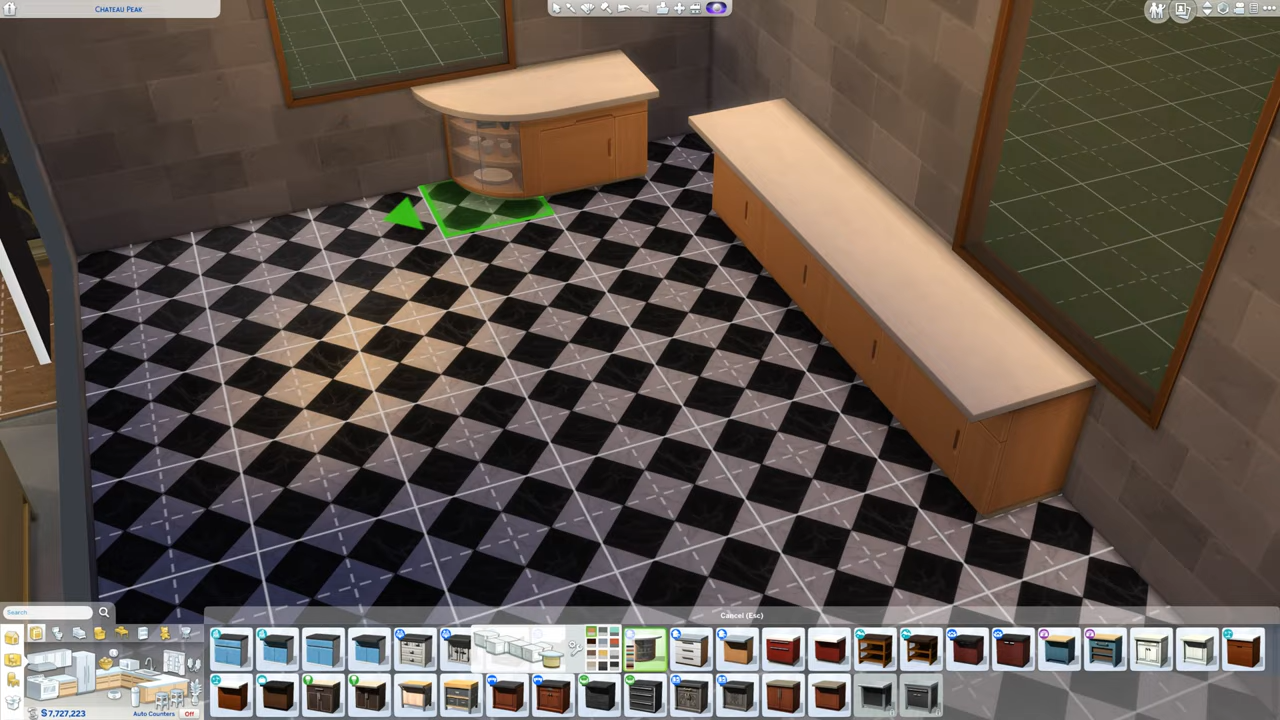 CHATEAU PEAK
Cancel (Esc)
Search
$7,727,223
Auto Counters
Off